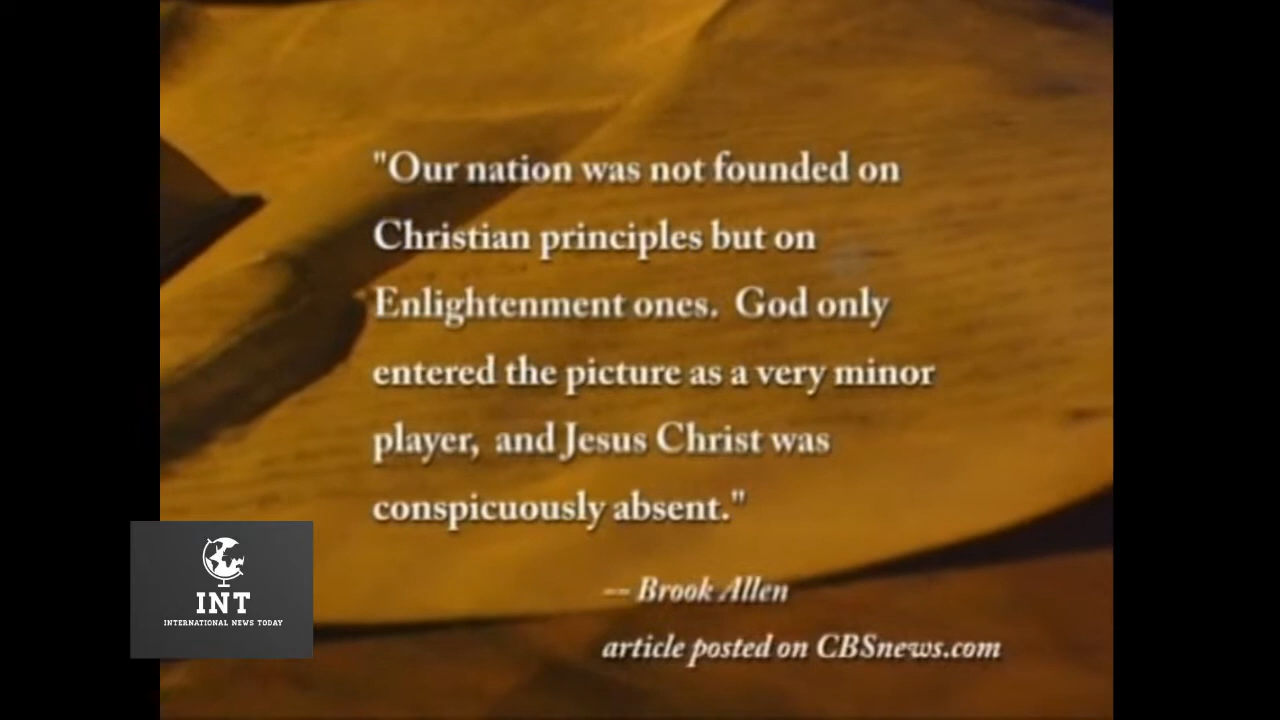 "Our nation was not founded on
Christian principles but on
Enlightenment ones.  God only
entered the picture as a very minor
player,  and Jesus Christ was
conspicuously absent."
-- Brook Allen
article posted on CBSnews.com
INT
INTERNATIONAL NEWS TODAY